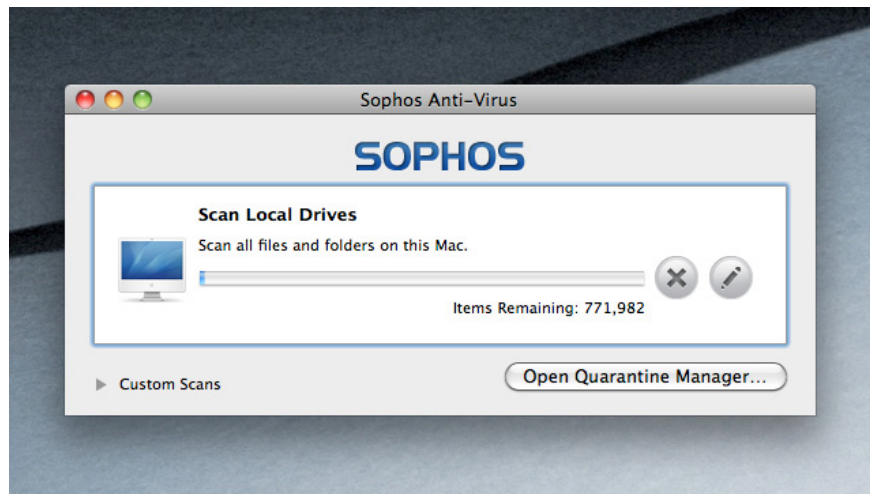 Sophos Anti-Virus
SOPHOS
Scan Local Drives
Scan all files and folders on this Mac.
Items Remaining: 771,982
Custom Scans
Open Quarantine Manager...